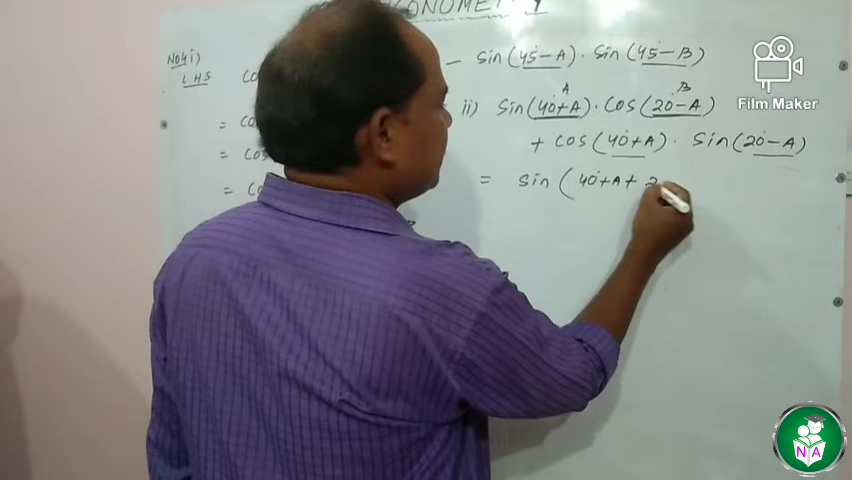 No4 i)
LHS
- Sin(45°-A) · Sin(45°-B)
ii) Sin(40°+A) · Cos(20°-A)
A B
+ Cos(40°+A) · Sin(20°-A)
= Sin(40°+A+ 2
=
=
=
Film Maker
N A